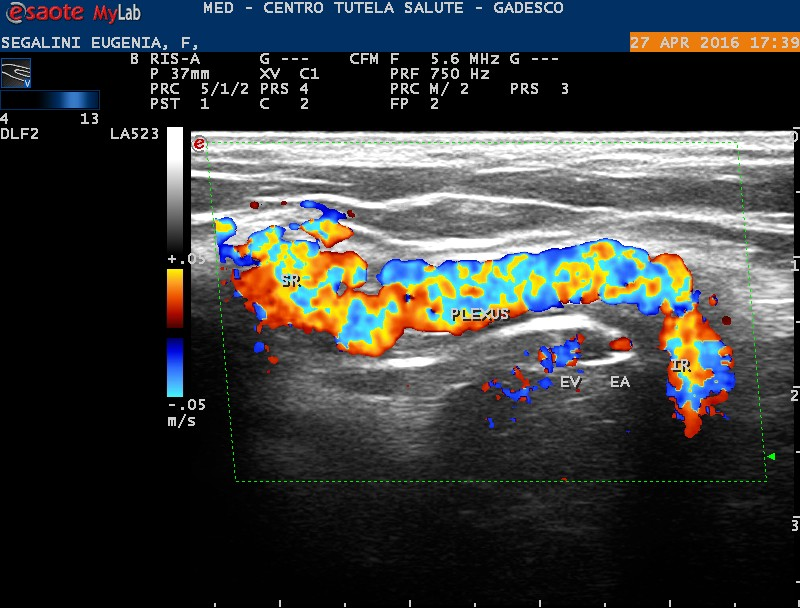 esaote MyLab
MED - CENTRO TUTELA SALUTE - GADESCO
SEGALINI EUGENIA, F,
27 APR 2016 17:39
B RIS-A G --- CFM F 5.6 MHz G ---
P 37mm XV C1 PRF 750 Hz
PRC 5/1/2 PRS 4 PRC M/ 2 PRS 3
PST 1 C 2 FP 2
V
4 13
DLF2 LA523
e
0
+.05
1
SR
PLEXUS
IR
EV EA
2
-.05
m/s
3